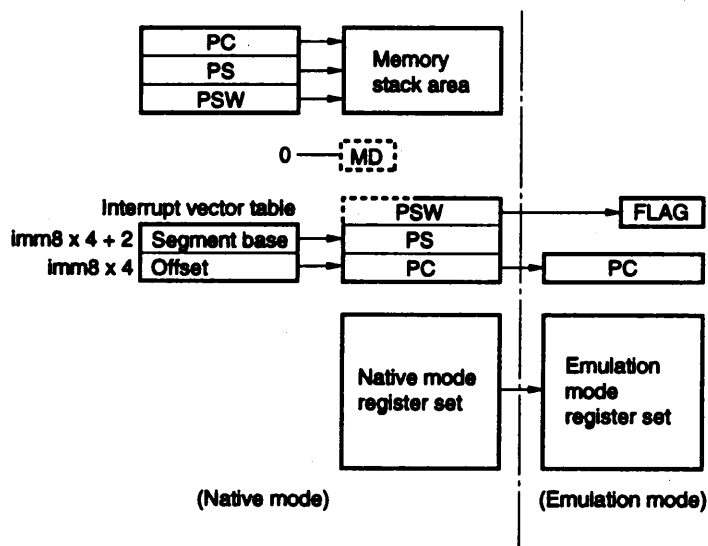 PC
PS
PSW
Memory
stack area
0
MD
Interrupt vector table
PSW
FLAG
imm8 x 4 + 2
Segment base
PS
imm8 x 4
Offset
PC
PC
Native mode
register set
Emulation
mode
register set
(Native mode)
(Emulation mode)